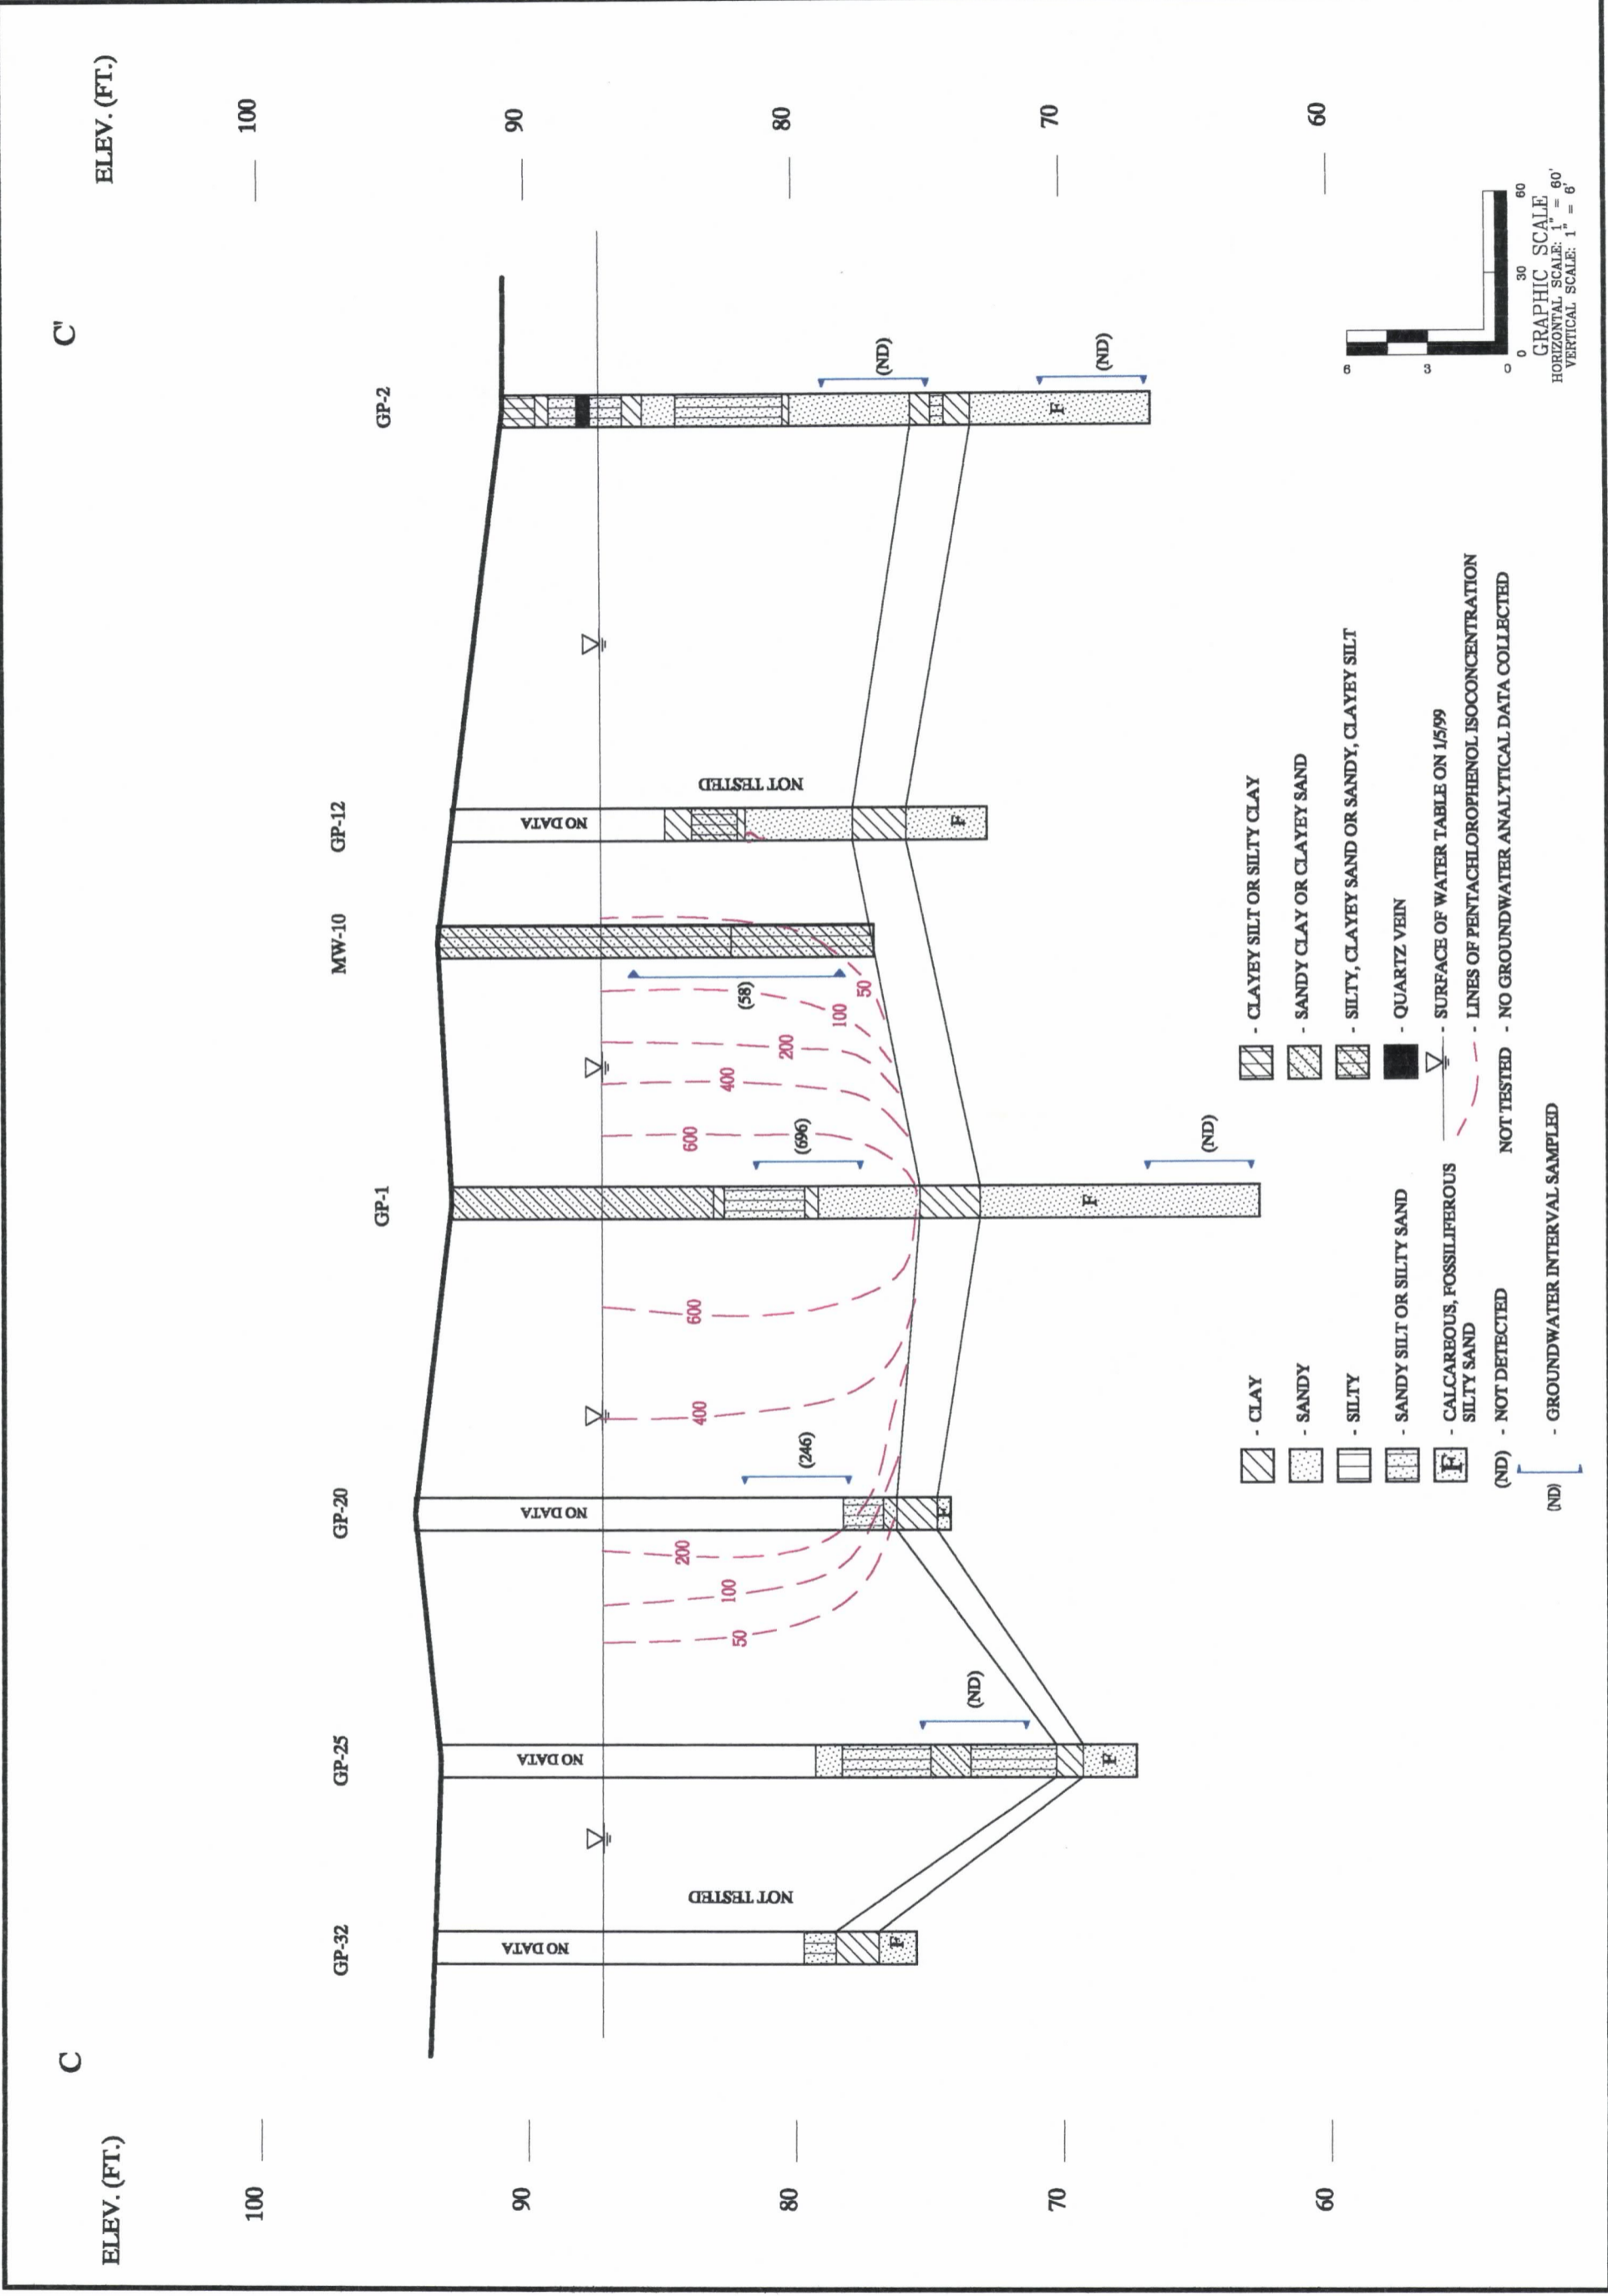 C
C'
ELEV. (FT.)
ELEV. (FT.)
100
90
80
70
60
100
90
80
70
60
GP-32
GP-25
GP-20
GP-1
MW-10
GP-12
GP-2
NO DATA
NO DATA
NO DATA
NO DATA
NOT TESTED
NOT TESTED
(ND)
(246)
(696)
(ND)
(58)
(ND)
(ND)
50
100
200
400
600
600
400
200
100
50
?
F
F
F
F
F
F
- CLAY
- SANDY
- SILTY
- SANDY SILT OR SILTY SAND
F - CALCAREOUS, FOSSILIFEROUS
SILTY SAND
(ND) - NOT DETECTED
(ND) - GROUNDWATER INTERVAL SAMPLED
- CLAYEY SILT OR SILTY CLAY
- SANDY CLAY OR CLAYEY SAND
- SILTY, CLAYEY SAND OR SANDY, CLAYEY SILT
- QUARTZ VEIN
- SURFACE OF WATER TABLE ON 1/5/99
- LINES OF PENTACHLOROPHENOL ISOCONCENTRATION
NOT TESTED - NO GROUNDWATER ANALYTICAL DATA COLLECTED
6
3
0
0 30 60
GRAPHIC SCALE
HORIZONTAL SCALE: 1" = 60'
VERTICAL SCALE: 1" = 6'